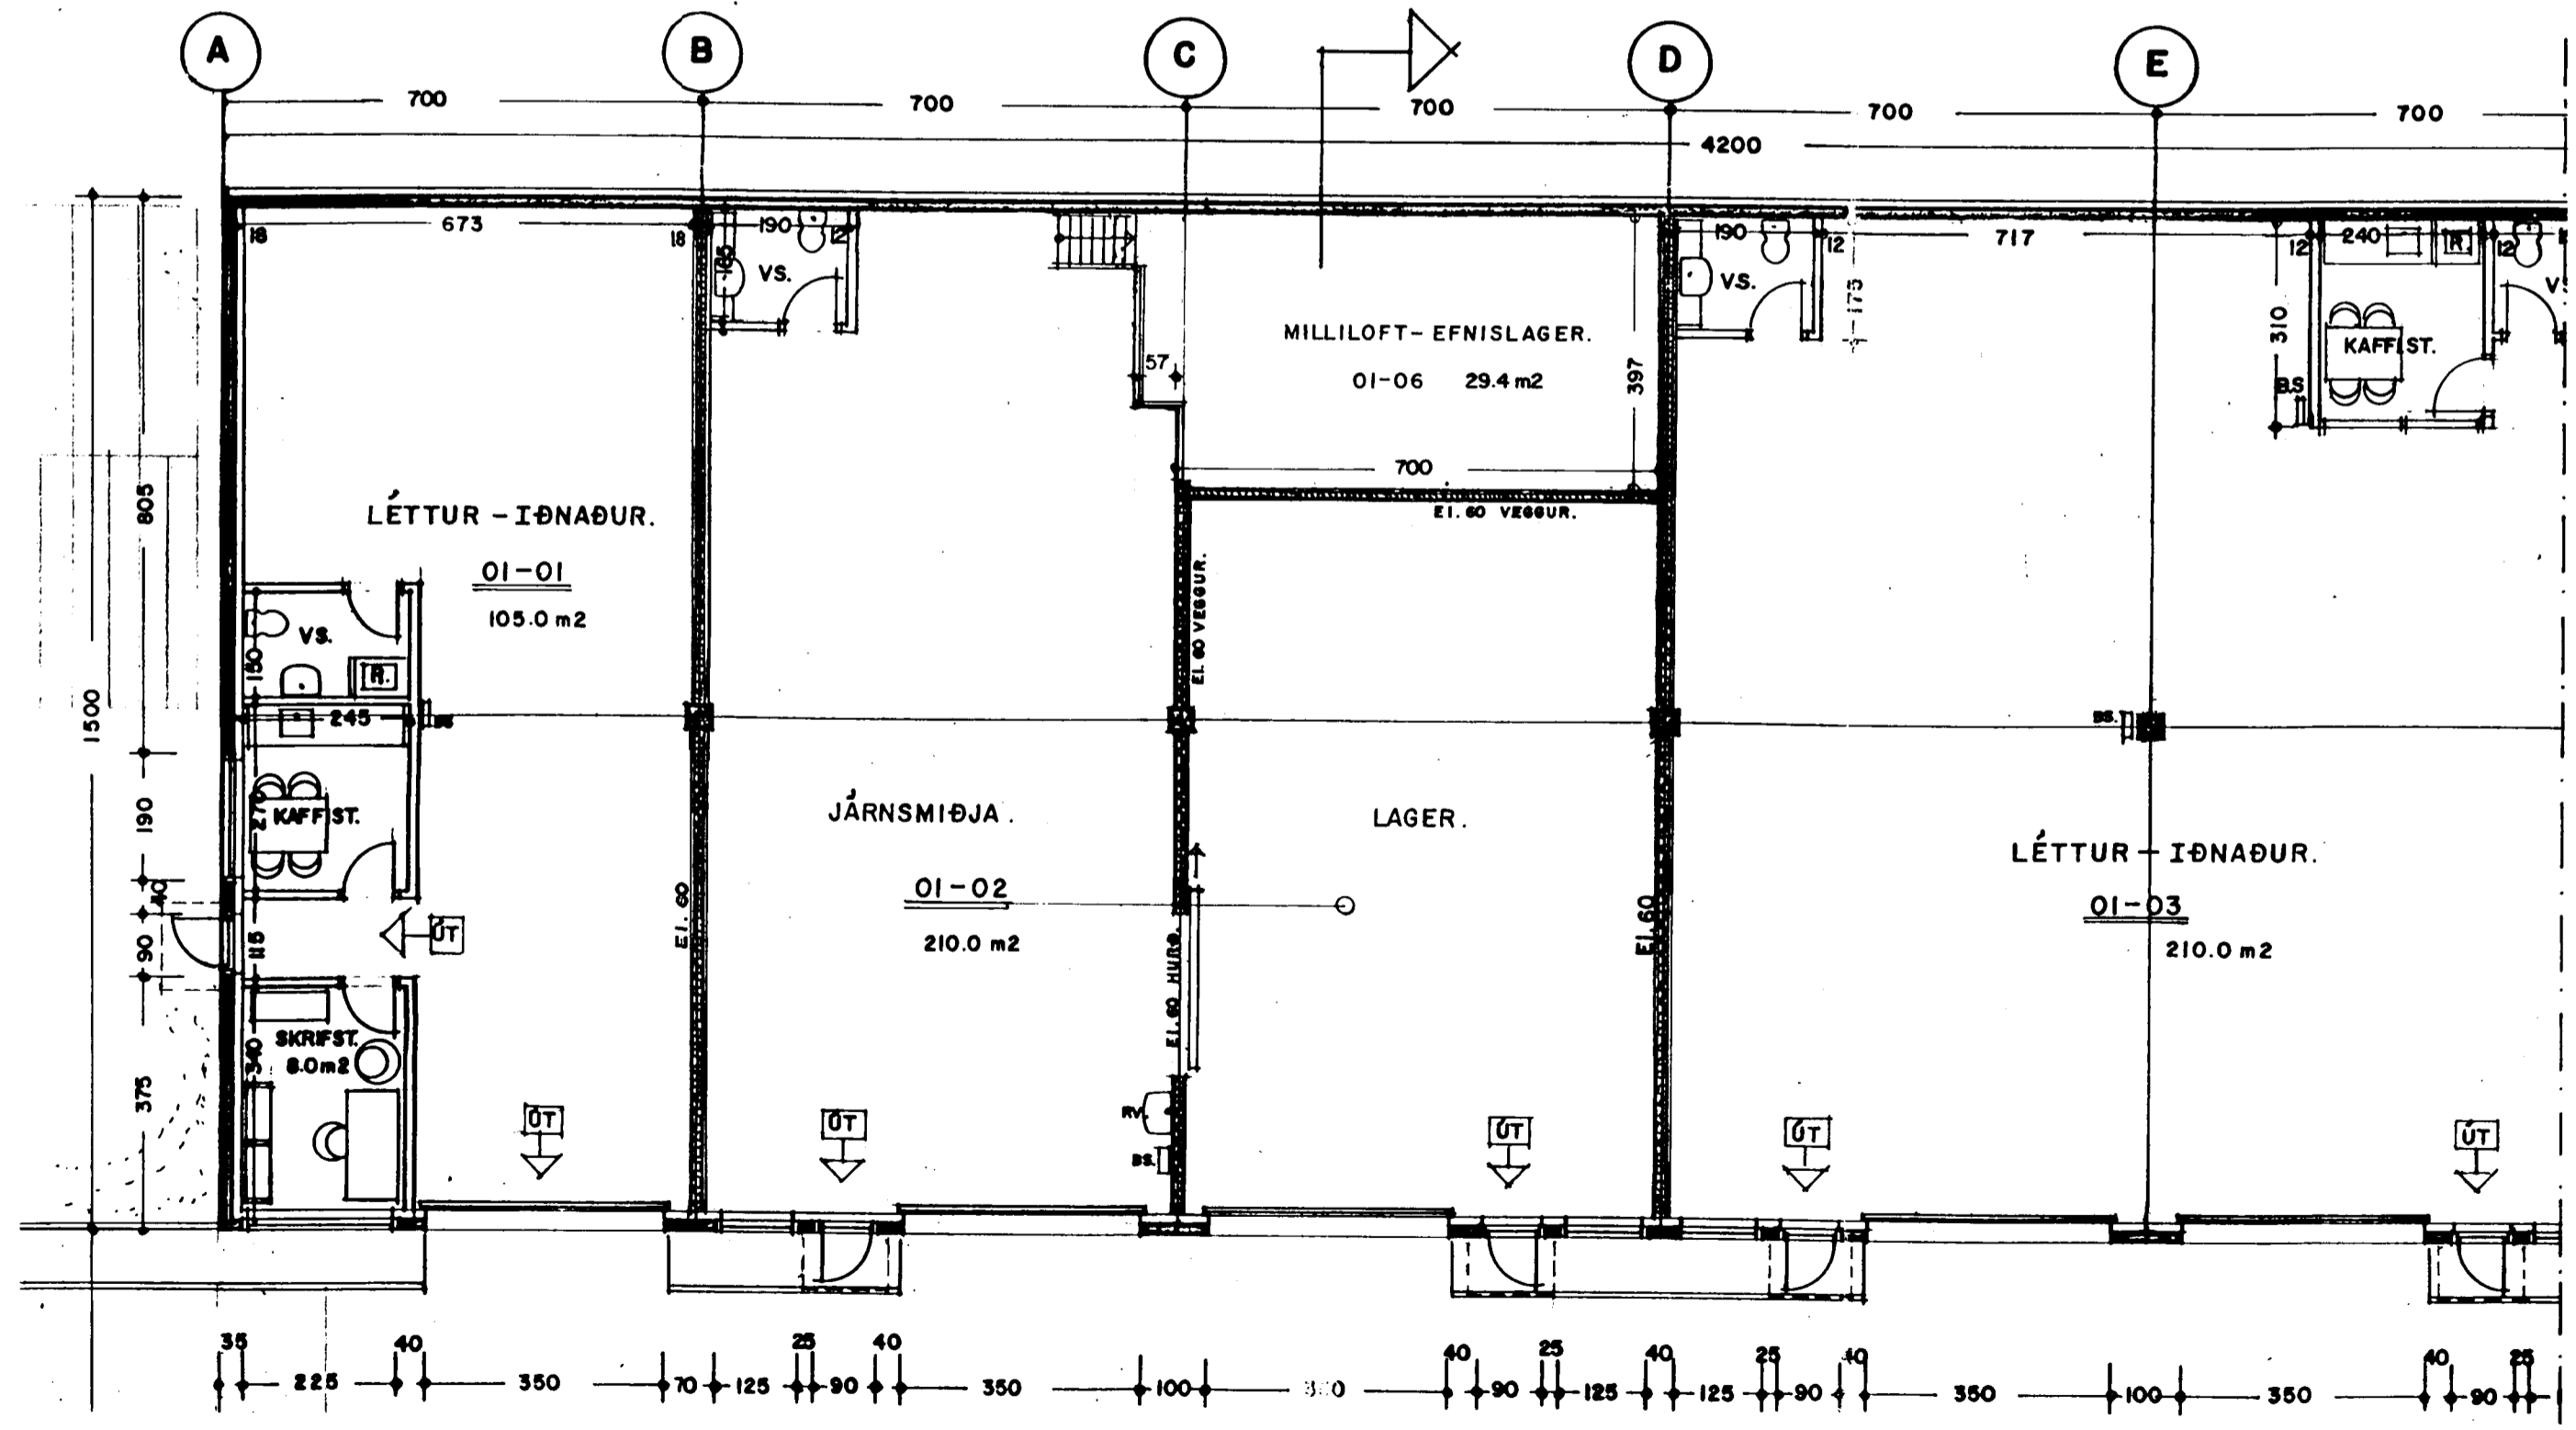 A B C D E
700 700 700 700 700
4200
18 673 18 190 12 190 12 717 12 240 R. 12
165 VS. VS. 175 310 V
MILLILOFT-EFNISLAGER.
KAFFIST.
57 01-06 29.4 m2 397
BS
700
805
LÉTTUR-IÐNAÐUR.
EI.60 VEGGUR.
01-01
105.0 m2
EI.60 VEGGUR.
VS.
150 R.
1500
245 BS
BS.
190
270 KAFFIST.
JÁRNSMIÐJA.
LAGER.
LÉTTUR-IÐNAÐUR.
40
EI.60
01-02
EI.60
01-03
90 115 ÚT
210.0 m2
210.0 m2
EI.60 HURÐ.
SKRIFST.
340 8.0m2
375
ÚT ÚT RV. ÚT ÚT ÚT
BS.
35 40 25 40 40 25 40 25 40 40 25
225 350 70 125 90 350 100 90 125 125 90 350 100 350 90